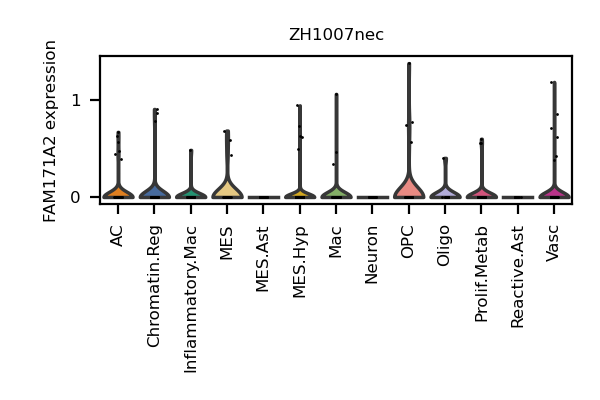 ZH1007nec
FAM171A2 expression
1
0
AC
Chromatin.Reg
Inflammatory.Mac
MES
MES.Ast
MES.Hyp
Mac
Neuron
OPC
Oligo
Prolif.Metab
Reactive.Ast
Vasc